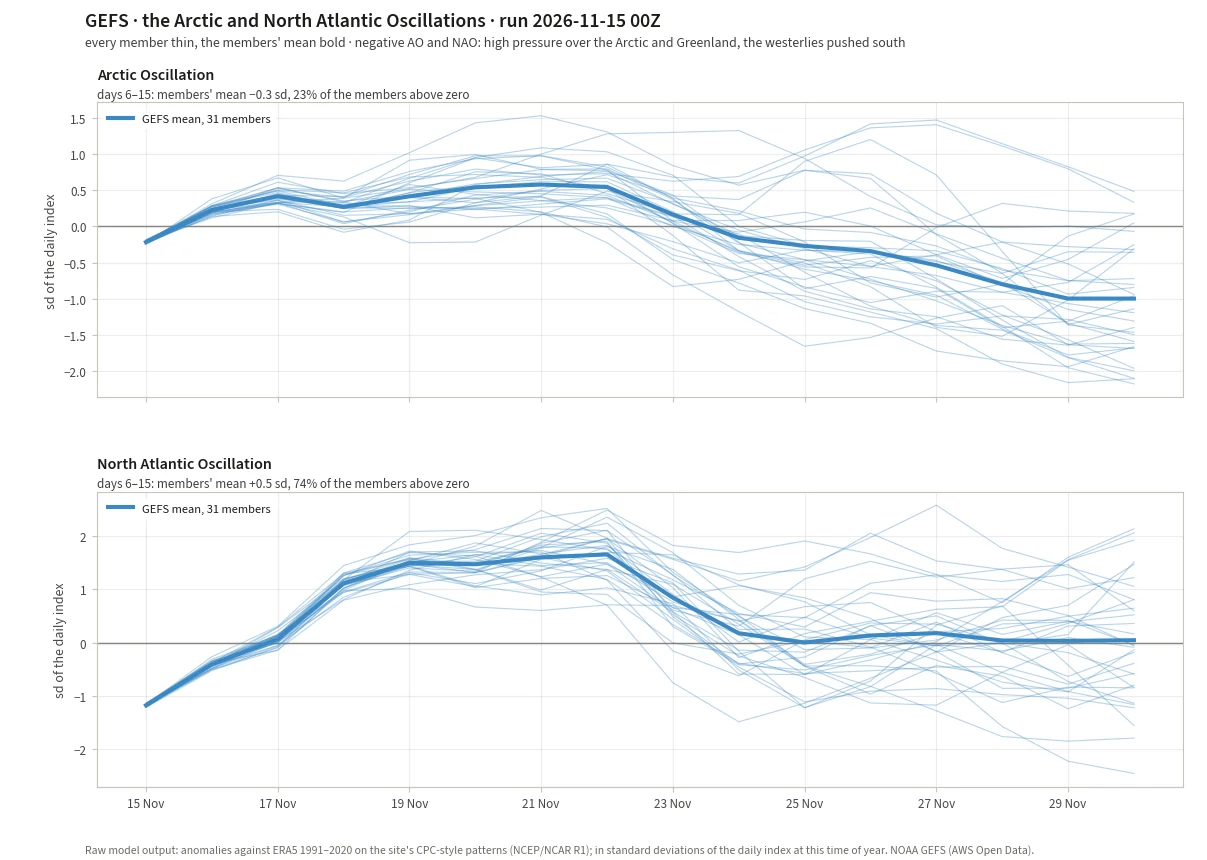 GEFS · the Arctic and North Atlantic Oscillations · run 2026-11-15 00Z
every member thin, the members' mean bold · negative AO and NAO: high pressure over the Arctic and Greenland, the westerlies pushed south
Arctic Oscillation
days 6–15: members' mean −0.3 sd, 23% of the members above zero
GEFS mean, 31 members
1.5
1.0
0.5
0.0
−0.5
−1.0
−1.5
−2.0
sd of the daily index
North Atlantic Oscillation
days 6–15: members' mean +0.5 sd, 74% of the members above zero
GEFS mean, 31 members
2
1
0
−1
−2
sd of the daily index
15 Nov 17 Nov 19 Nov 21 Nov 23 Nov 25 Nov 27 Nov 29 Nov
Raw model output: anomalies against ERA5 1991–2020 on the site's CPC-style patterns (NCEP/NCAR R1); in standard deviations of the daily index at this time of year. NOAA GEFS (AWS Open Data).